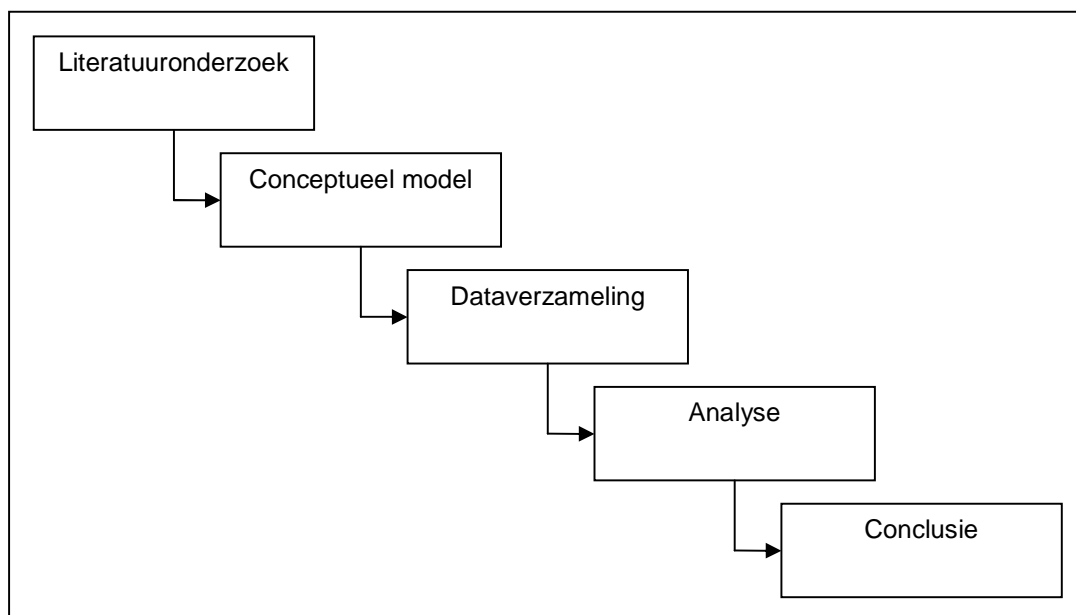 Literatuuronderzoek
Conceptueel model
Dataverzameling
Analyse
Conclusie